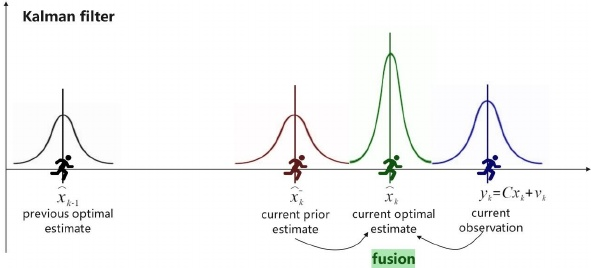 Kalman filter
x̂ₖ₋₁
previous optimal
estimate
x̂ₖ⁻
current prior
estimate
x̂ₖ
current optimal
estimate
yₖ=Cxₖ+vₖ
current
observation
fusion